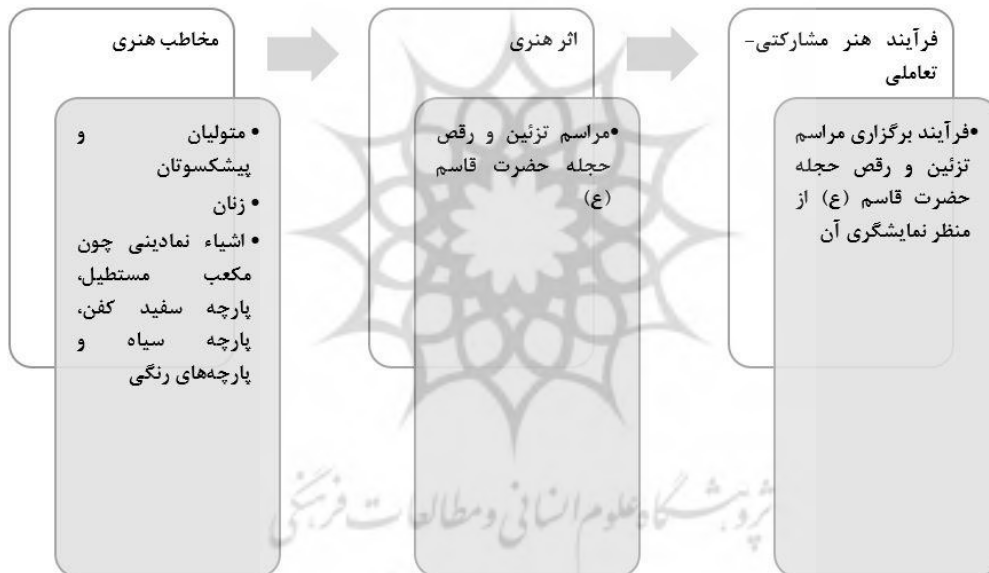 مخاطب هنری
• متولیان و
پیشکسوتان
• زنان
• اشیاء نمادینی چون
مکعب مستطیل،
پارچه سفید کفن،
پارچه سیاه و
پارچه‌های رنگی
اثر هنری
•مراسم تزئین و رقص
حجله حضرت قاسم
(ع)
فرآیند هنر مشارکتی-
تعاملی
•فرآیند برگزاری مراسم
تزئین و رقص حجله
حضرت قاسم (ع) از
منظر نمایشگری آن
پژوهشگاه علوم انسانی و مطالعات فرهنگی